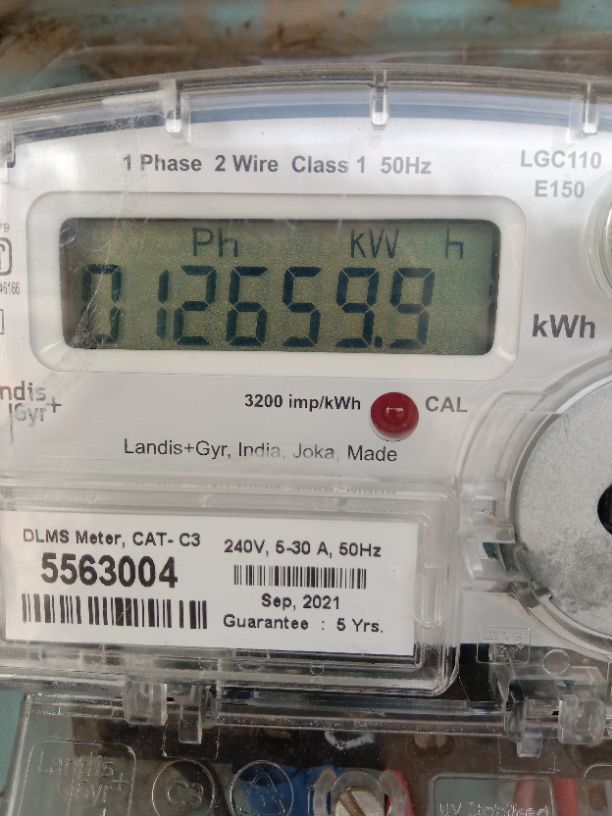 1 Phase 2 Wire Class 1 50Hz
LGC110
E150
Ph kW h
012659.9
kWh
3200 imp/kWh
CAL
Landis+Gyr, India, Joka, Made
DLMS Meter, CAT- C3
5563004
240V, 5-30 A, 50Hz
Sep, 2021
Guarantee : 5 Yrs.
Landis
Gyr+
C3